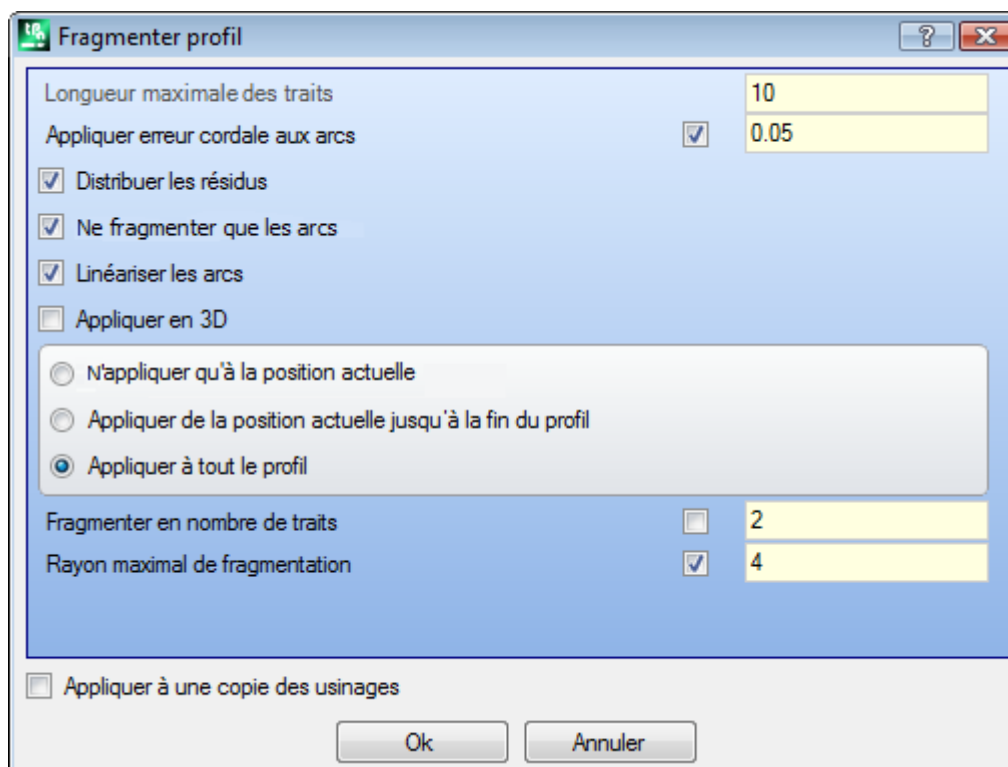 Fragmenter profil
Longueur maximale des traits 10
Appliquer erreur cordale aux arcs 0.05
Distribuer les résidus
Ne fragmenter que les arcs
Linéariser les arcs
Appliquer en 3D
N'appliquer qu'à la position actuelle
Appliquer de la position actuelle jusqu'à la fin du profil
Appliquer à tout le profil
Fragmenter en nombre de traits 2
Rayon maximal de fragmentation 4
Appliquer à une copie des usinages
Ok Annuler